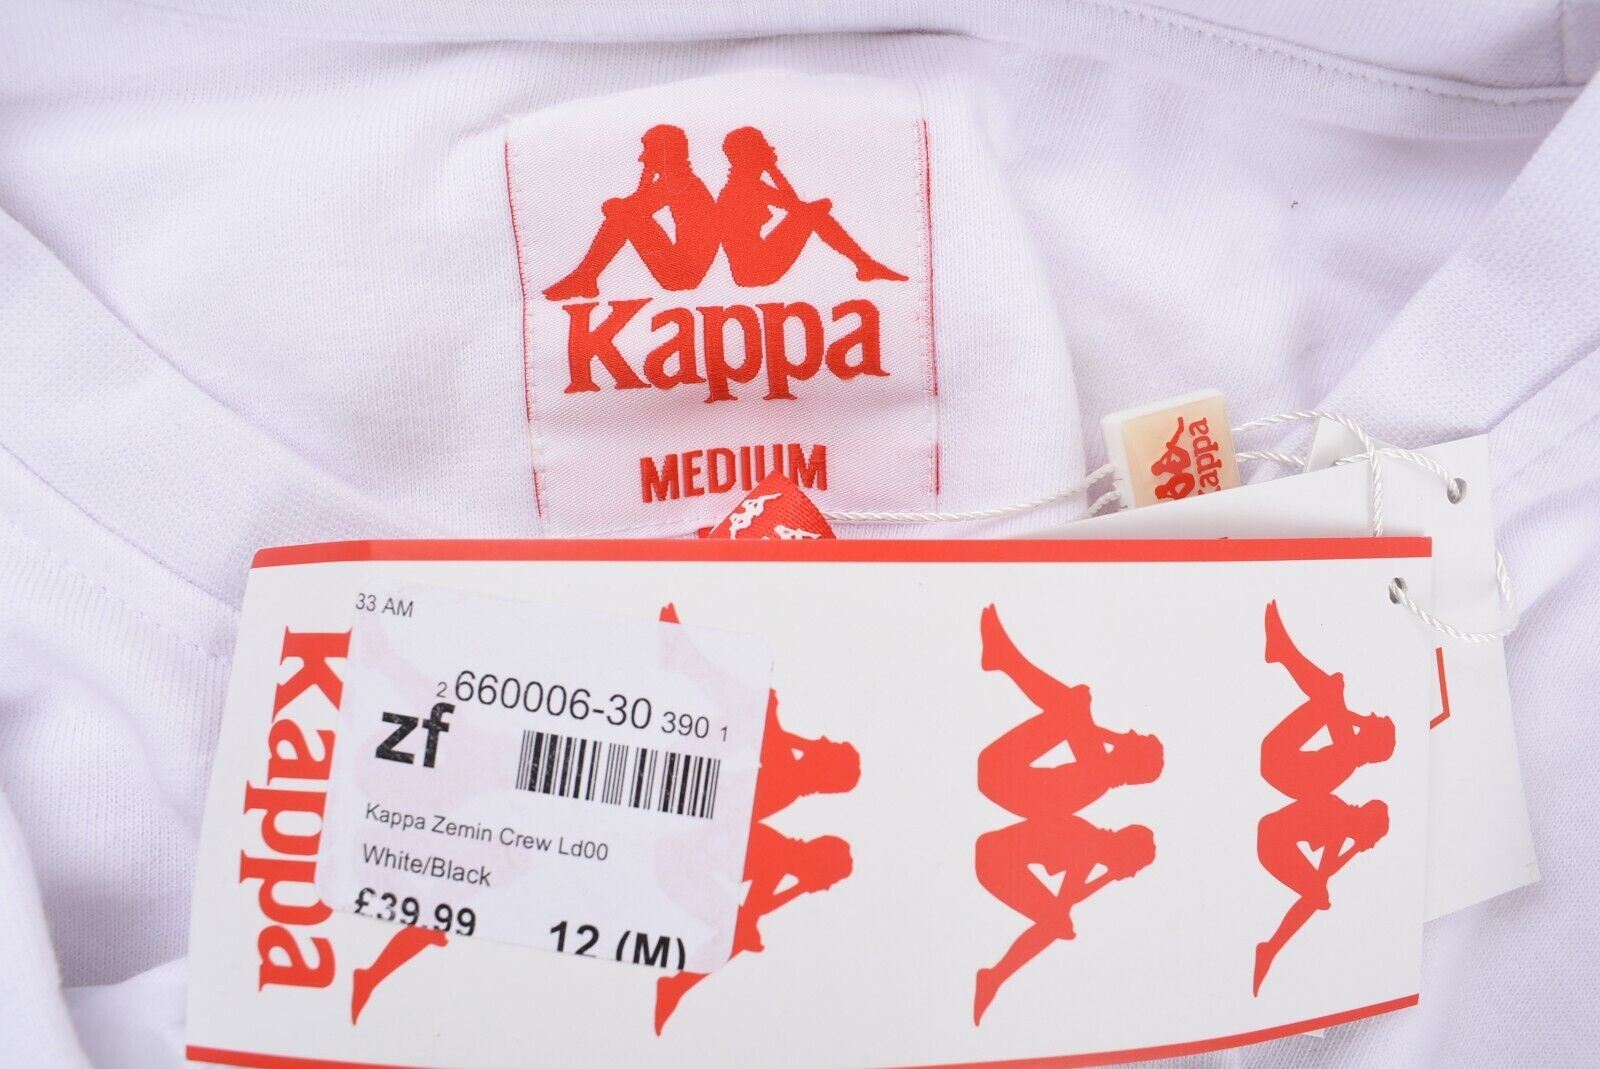 Kappa
MEDIUM
Kappa
33 AM
2 660006-30 390 1
zf
Kappa Zemin Crew Ld00
White/Black
£39.99
12 (M)
Kappa